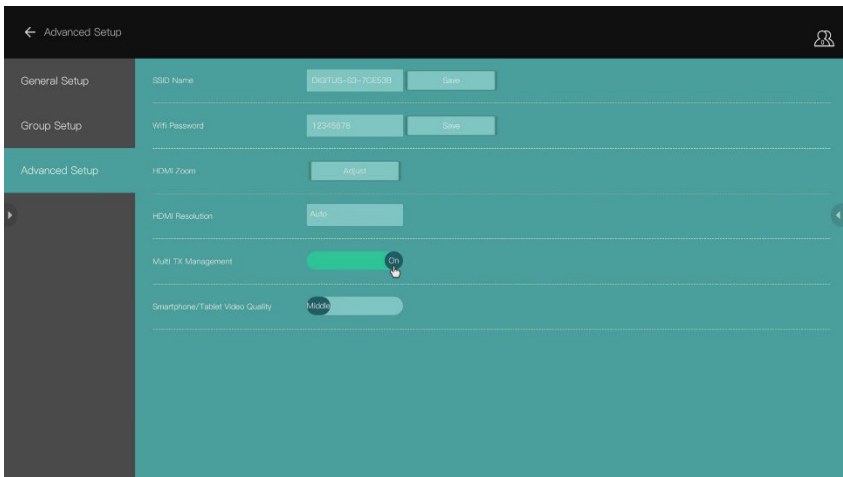 Advanced Setup
General Setup
Group Setup
Advanced Setup
SSID Name
DIGITUS-S3-7CE53B Save
Wifi Password
12345678 Save
HDMI Zoom
Adjust
HDMI Resolution
Auto
Multi TX Management
On
Smartphone/Tablet Video Quality
Middle